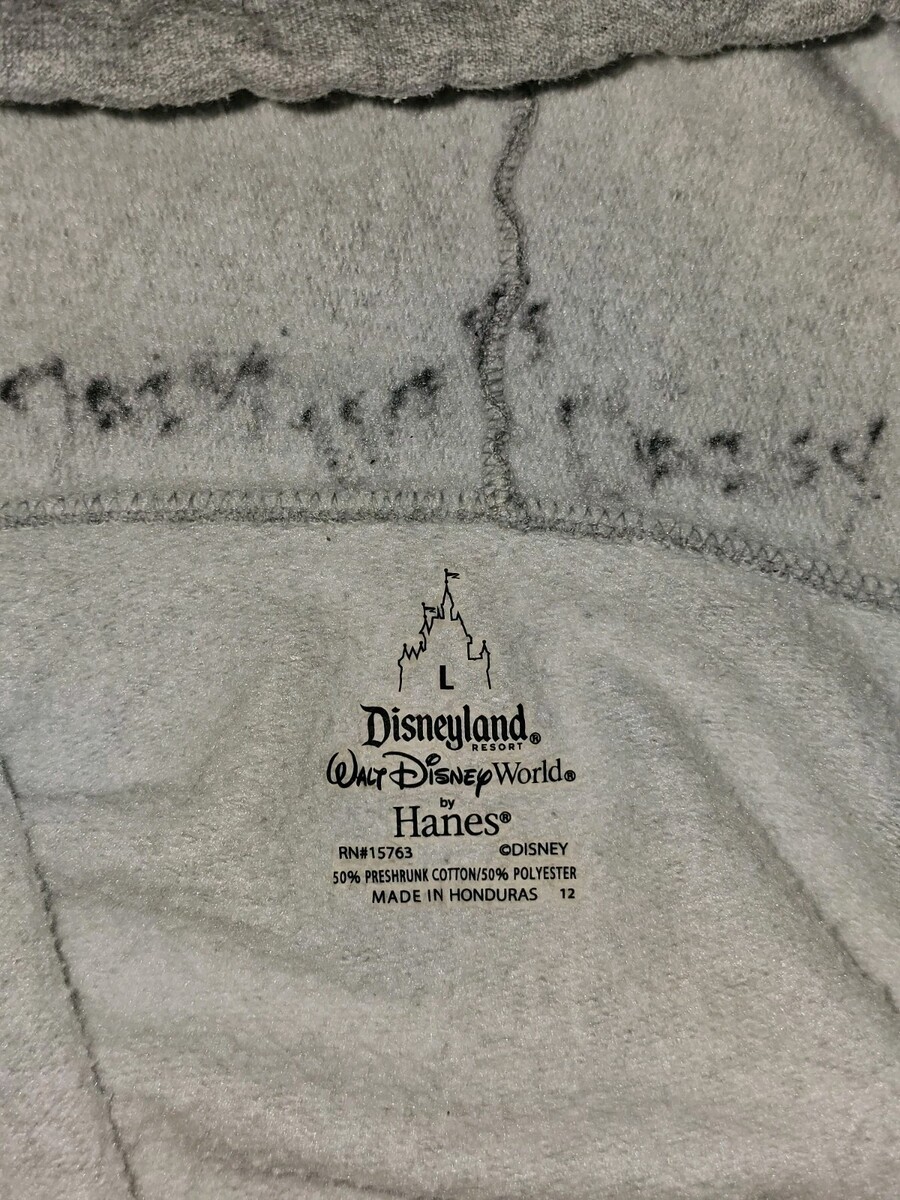 L
Disneyland®
RESORT
WALT DISNEY World®
by
Hanes®
RN#15763 ©DISNEY
50% PRESHRUNK COTTON/50% POLYESTER
MADE IN HONDURAS 12